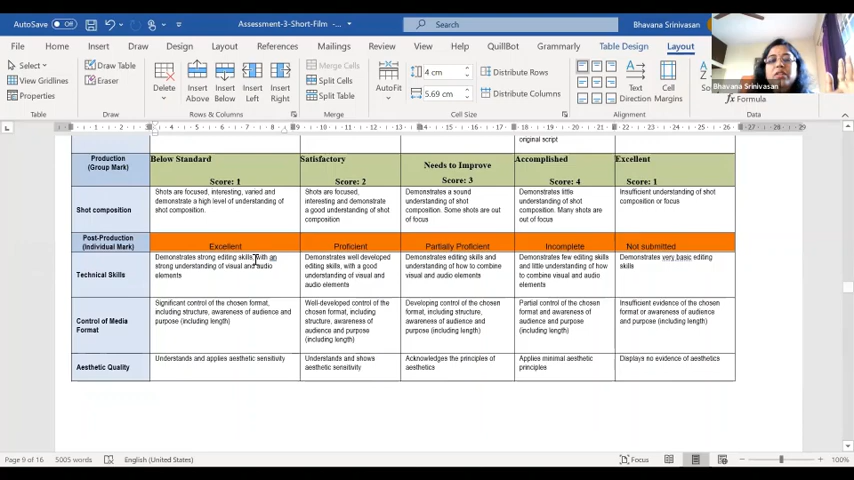 AutoSave Off
Assessment-3-Short-Film -
Search
Bhavana Srinivasan
File Home Insert Draw Design Layout References Mailings Review View Help QuillBot Grammarly Table Design Layout
Select
View Gridlines
Properties
Draw Table
Eraser
Delete
Insert Above
Insert Below
Insert Left
Insert Right
Merge Cells
Split Cells
Split Table
AutoFit
4 cm
5.69 cm
Distribute Rows
Distribute Columns
Text Direction
Cell Margins
Formula
Bhavana Srinivasan
Table
Rows & Columns
Merge
Cell Size
Alignment
Data
original script
Production
(Group Mark)
Below Standard
Score: 1
Satisfactory
Score: 2
Needs to Improve
Score: 3
Accomplished
Score: 4
Excellent
Score: 1
Shot composition
Shots are focused, interesting, varied and
demonstrate a high level of understanding
of shot composition.
Shots are focused,
interesting and demonstrate
a good understanding of shot
composition
Demonstrates a sound
understanding of shot
composition. Some shots are out
of focus
Demonstrates little
understanding of shot
composition. Many shots are
out of focus
Insufficient understanding of shot
composition or focus
Post-Production
(Individual Mark)
Excellent
Proficient
Partially Proficient
Incomplete
Not submitted
Technical Skills
Demonstrates strong editing skills, with an
strong understanding of visual and audio
elements
Demonstrates well developed
editing skills, with a good
understanding of visual and
audio elements
Demonstrates editing skills and
understanding of how to combine
visual and audio elements
Demonstrates few editing skills
and little understanding of how
to combine visual and audio
elements
Demonstrates very basic editing
skills
Control of Media
Format
Significant control of the chosen format,
including structure, awareness of audience and
purpose (including length)
Well-developed control of the
chosen format, including
structure, awareness of
audience and purpose
(including length)
Developing control of the chosen
format, including structure,
awareness of audience and
purpose (including length)
Partial control of the chosen
format and awareness of
audience and purpose
(including length)
Insufficient evidence of the chosen
format or awareness of audience and
purpose (including length)
Aesthetic Quality
Understands and applies aesthetic sensitivity
Understands and shows
aesthetic sensitivity
Acknowledges the principles of
aesthetics
Applies minimal aesthetic
principles
Displays no evidence of aesthetics
Page 9 of 16 5005 words English (United States) Focus 100%